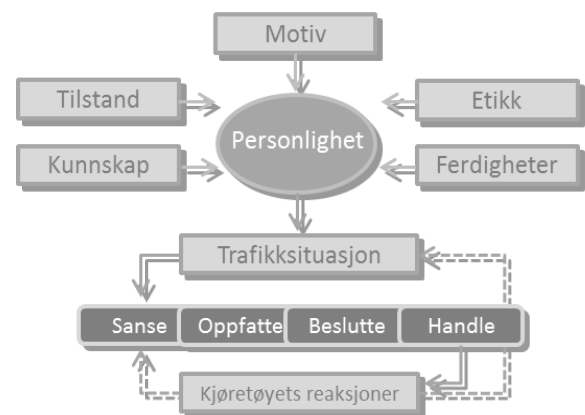 Motiv
Tilstand
Etikk
Personlighet
Kunnskap
Ferdigheter
Trafikksituasjon
Sanse
Oppfatte
Beslutte
Handle
Kjøretøyets reaksjoner